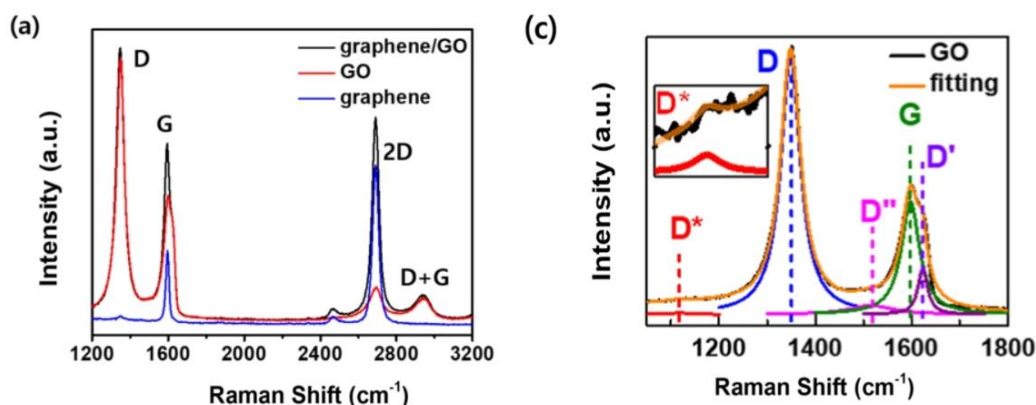 (a)
Intensity (a.u.)
D
G
2D
D+G
graphene/GO
GO
graphene
1200 1600 2000 2400 2800 3200
Raman Shift (cm-1)
(c)
Intensity (a.u.)
D*
D
D*
D"
G
D'
GO
fitting
1200 1400 1600 1800
Raman Shift (cm-1)